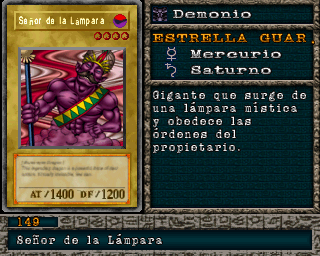 Señor de la Lámpara
AT/1400 DF/1200
Demonio
ESTRELLA GUAR.
Mercurio
Saturno
Gigante que surge de
una lámpara mística
y obedece las
órdenes del
propietario.
149
Señor de la Lámpara